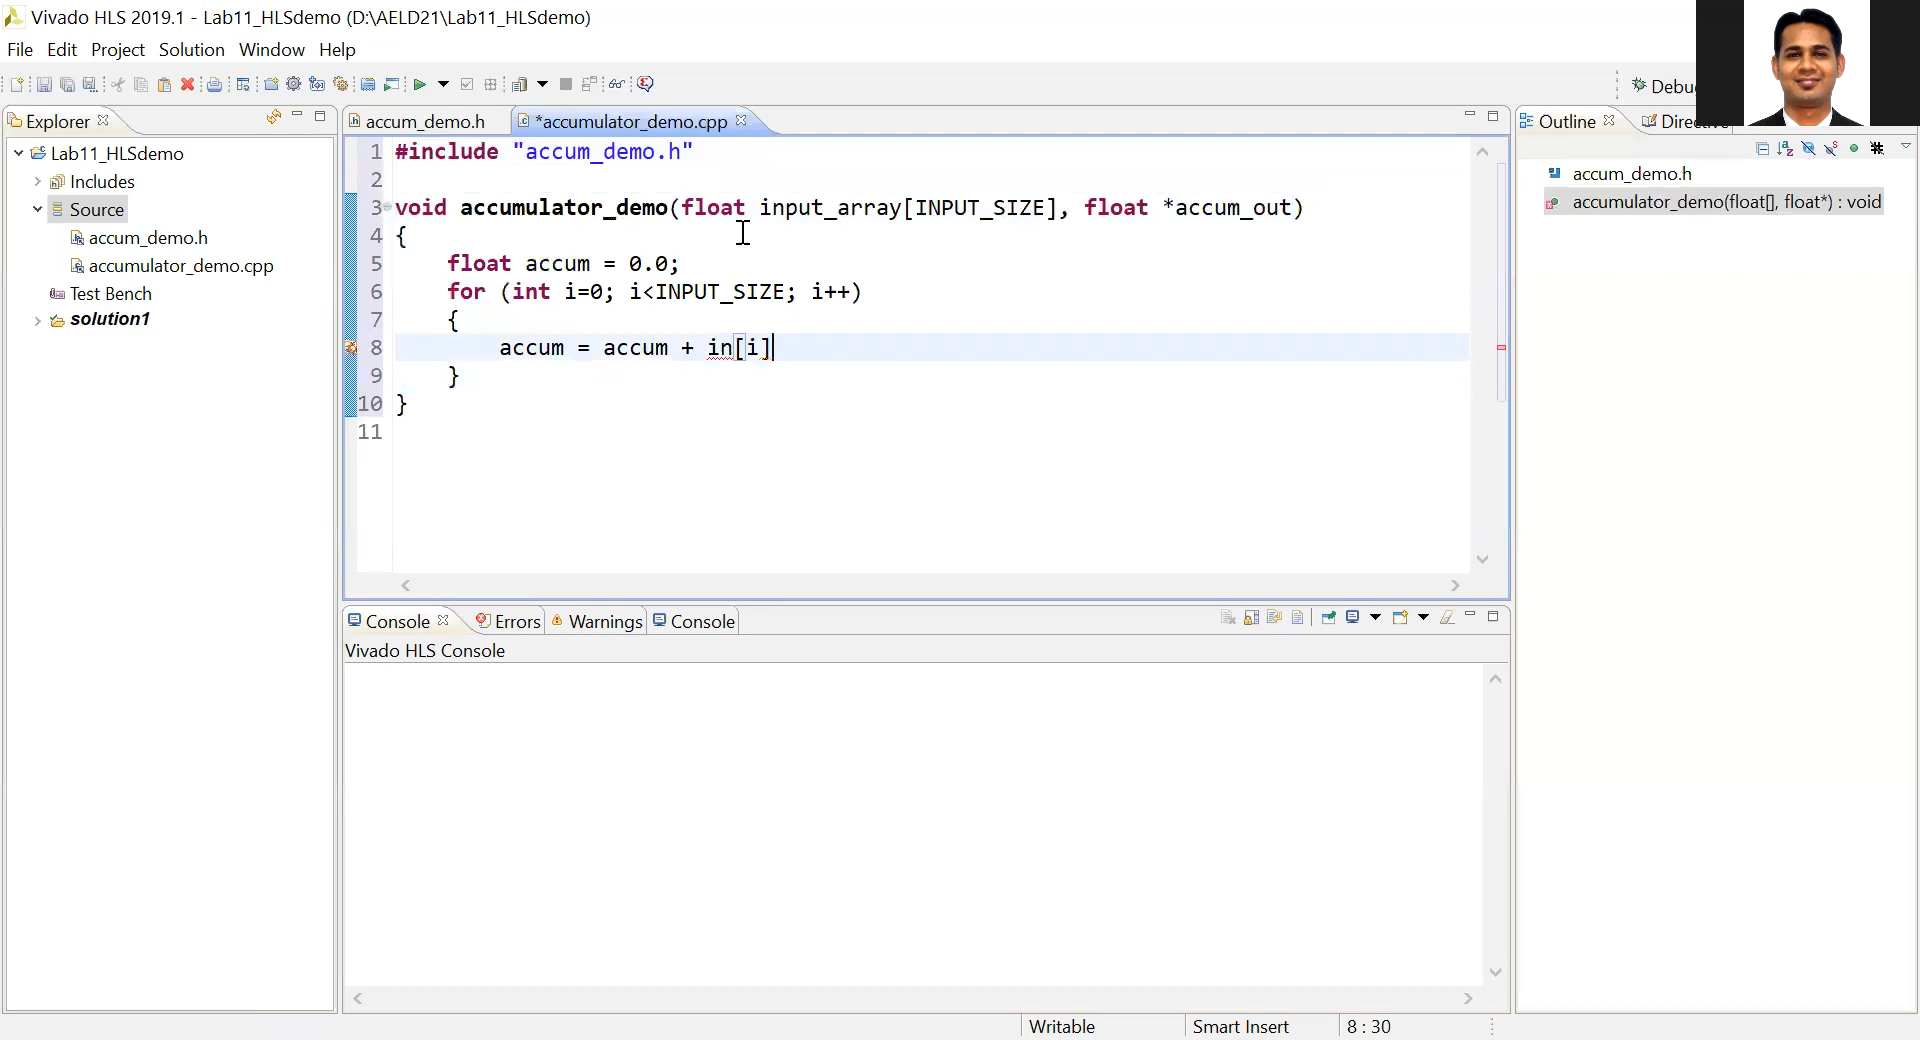 Vivado HLS 2019.1 - Lab11_HLSdemo (D:\AELD21\Lab11_HLSdemo)
File Edit Project Solution Window Help
Debu
Explorer
accum_demo.h
*accumulator_demo.cpp
Outline
Directive
Lab11_HLSdemo
Includes
Source
accum_demo.h
accumulator_demo.cpp
Test Bench
solution1
1 #include "accum_demo.h"
2
3 void accumulator_demo(float input_array[INPUT_SIZE], float *accum_out)
4 {
5 float accum = 0.0;
6 for (int i=0; i<INPUT_SIZE; i++)
7 {
8 accum = accum + in[i]
9 }
10 }
11
accum_demo.h
accumulator_demo(float[], float*) : void
Console
Errors
Warnings
Console
Vivado HLS Console
Writable
Smart Insert
8 : 30